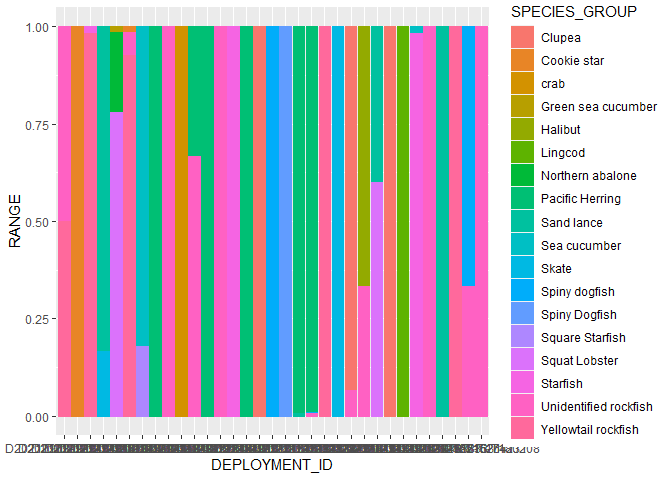 SPECIES_GROUP
1.00
0.75
0.50
0.25
0.00
RANGE
DEPLOYMENT_ID
Clupea
Cookie star
crab
Green sea cucumber
Halibut
Lingcod
Northern abalone
Pacific Herring
Sand lance
Sea cucumber
Skate
Spiny dogfish
Spiny Dogfish
Square Starfish
Squat Lobster
Starfish
Unidentified rockfish
Yellowtail rockfish